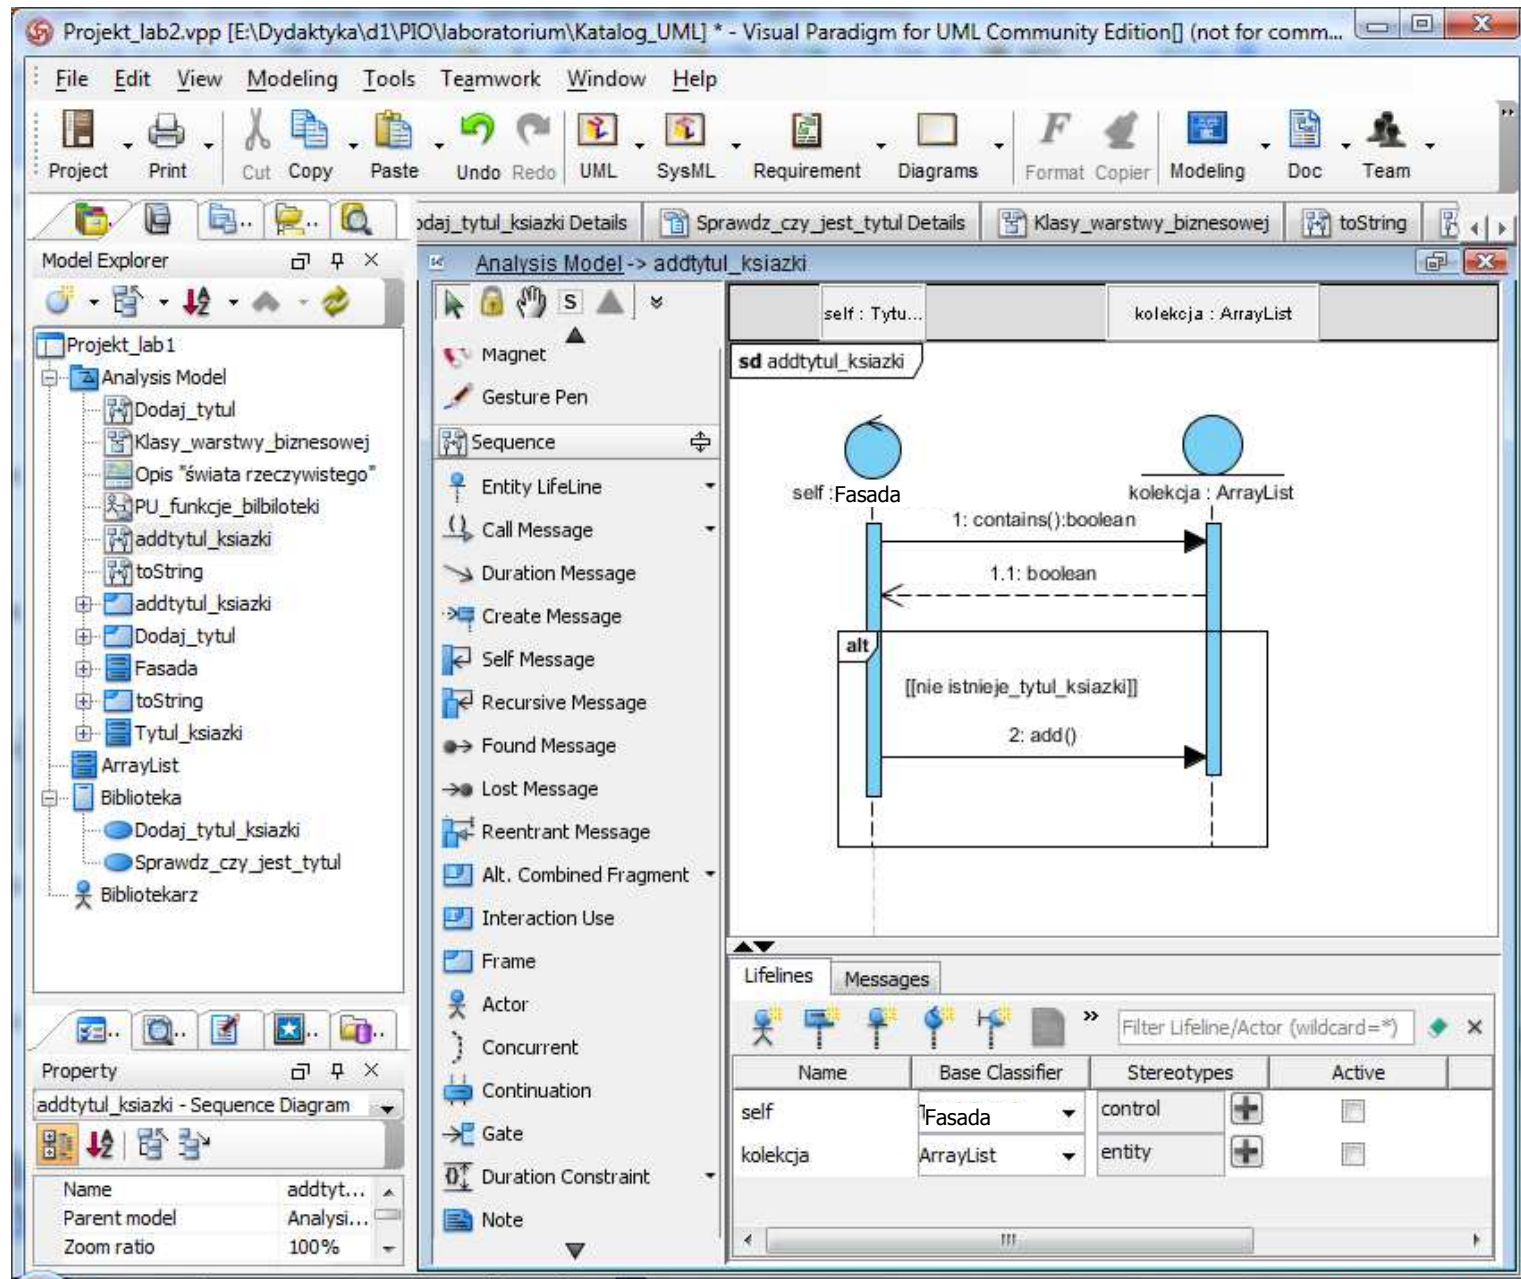 Projekt_lab2.vpp [E:\Dydaktyka\d1\PIO\laboratorium\Katalog_UML] * - Visual Paradigm for UML Community Edition[] (not for comm...
File Edit View Modeling Tools Teamwork Window Help
Project Print Cut Copy Paste Undo Redo UML SysML Requirement Diagrams Format Copier Modeling Doc Team
odaj_tytul_ksiazki Details Sprawdz_czy_jest_tytul Details Klasy_warstwy_biznesowej toString
Model Explorer
Projekt_lab1
Analysis Model
Dodaj_tytul
Klasy_warstwy_biznesowej
Opis "świata rzeczywistego"
PU_funkcje_bilbiloteki
addtytul_ksiazki
toString
addtytul_ksiazki
Dodaj_tytul
Fasada
toString
Tytul_ksiazki
ArrayList
Biblioteka
Dodaj_tytul_ksiazki
Sprawdz_czy_jest_tytul
Bibliotekarz
Property
addtytul_ksiazki - Sequence Diagram
Name addtyt...
Parent model Analysi...
Zoom ratio 100%
Analysis Model -> addtytul_ksiazki
S
Magnet
Gesture Pen
Sequence
Entity LifeLine
Call Message
Duration Message
Create Message
Self Message
Recursive Message
Found Message
Lost Message
Reentrant Message
Alt. Combined Fragment
Interaction Use
Frame
Actor
Concurrent
Continuation
Gate
Duration Constraint
Note
self : Tytu... kolekcja : ArrayList
sd addtytul_ksiazki
self : Fasada kolekcja : ArrayList
1: contains():boolean
1.1: boolean
alt
[[nie istnieje_tytul_ksiazki]]
2: add()
Lifelines Messages
Filter Lifeline/Actor (wildcard=*)
Name Base Classifier Stereotypes Active
self Fasada control
kolekcja ArrayList entity